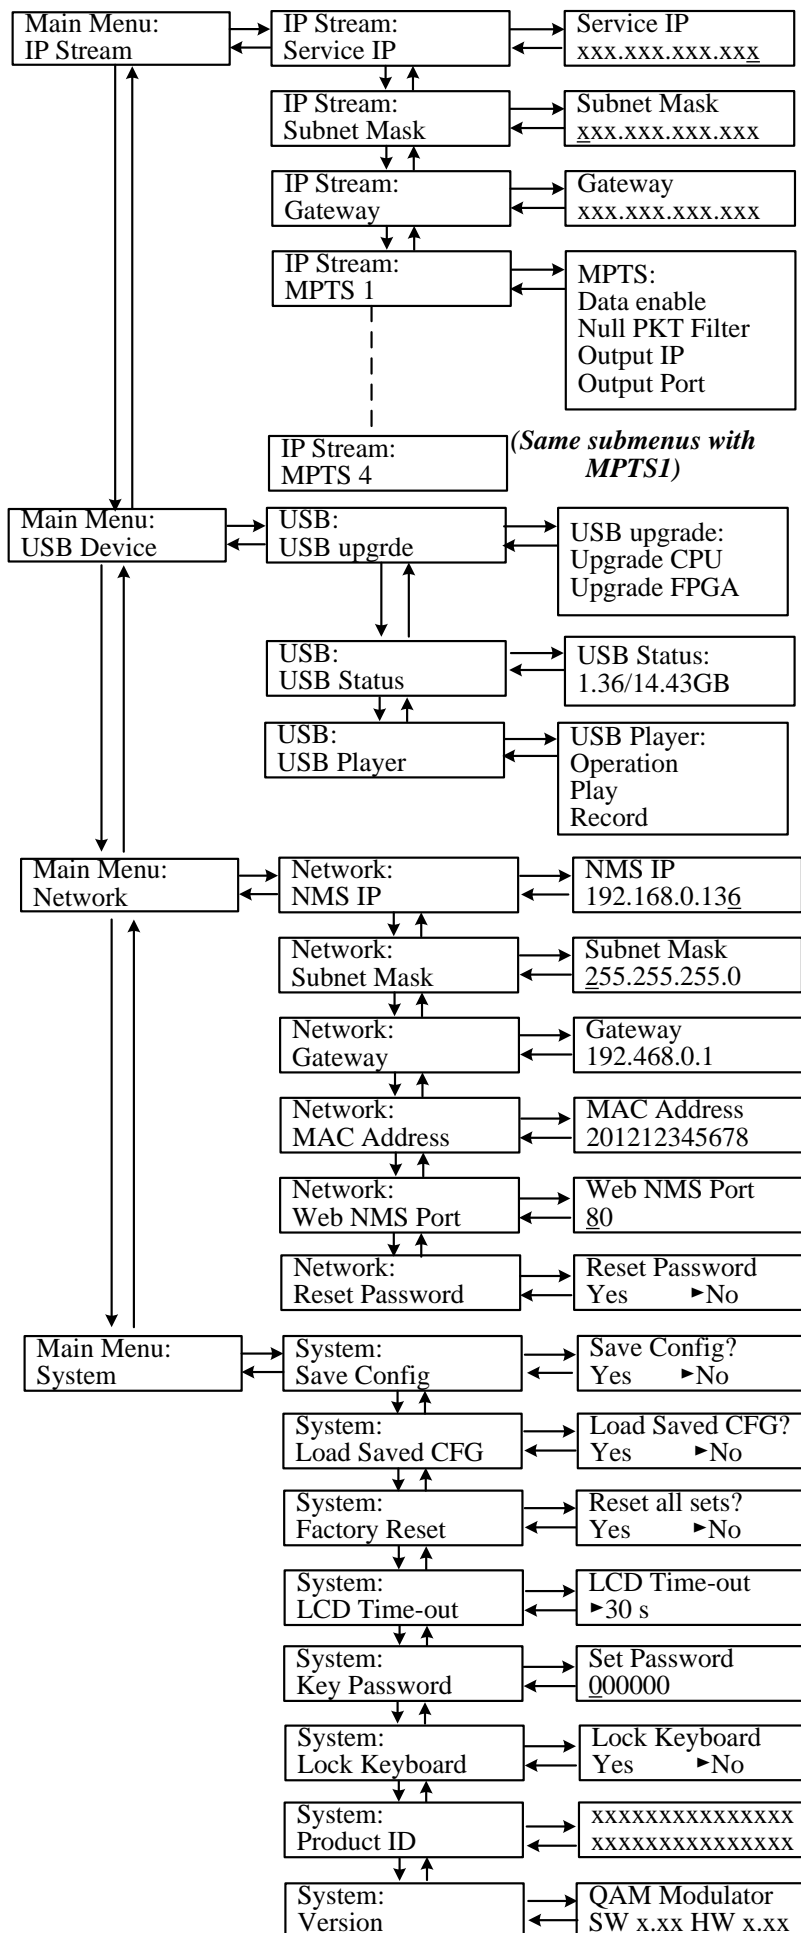 Main Menu:
IP Stream
IP Stream:
Service IP
Service IP
xxx.xxx.xxx.xxx
IP Stream:
Subnet Mask
Subnet Mask
xxx.xxx.xxx.xxx
IP Stream:
Gateway
Gateway
xxx.xxx.xxx.xxx
IP Stream:
MPTS 1
MPTS:
Data enable
Null PKT Filter
Output IP
Output Port
IP Stream:
MPTS 4
(Same submenus with
MPTS1)
Main Menu:
USB Device
USB:
USB upgrde
USB upgrade:
Upgrade CPU
Upgrade FPGA
USB:
USB Status
USB Status:
1.36/14.43GB
USB:
USB Player
USB Player:
Operation
Play
Record
Main Menu:
Network
Network:
NMS IP
NMS IP
192.168.0.136
Network:
Subnet Mask
Subnet Mask
255.255.255.0
Network:
Gateway
Gateway
192.468.0.1
Network:
MAC Address
MAC Address
201212345678
Network:
Web NMS Port
Web NMS Port
80
Network:
Reset Password
Reset Password
Yes ►No
Main Menu:
System
System:
Save Config
Save Config?
Yes ►No
System:
Load Saved CFG
Load Saved CFG?
Yes ►No
System:
Factory Reset
Reset all sets?
Yes ►No
System:
LCD Time-out
LCD Time-out
►30 s
System:
Key Password
Set Password
000000
System:
Lock Keyboard
Lock Keyboard
Yes ►No
System:
Product ID
xxxxxxxxxxxxxxx
xxxxxxxxxxxxxxx
System:
Version
QAM Modulator
SW x.xx HW x.xx